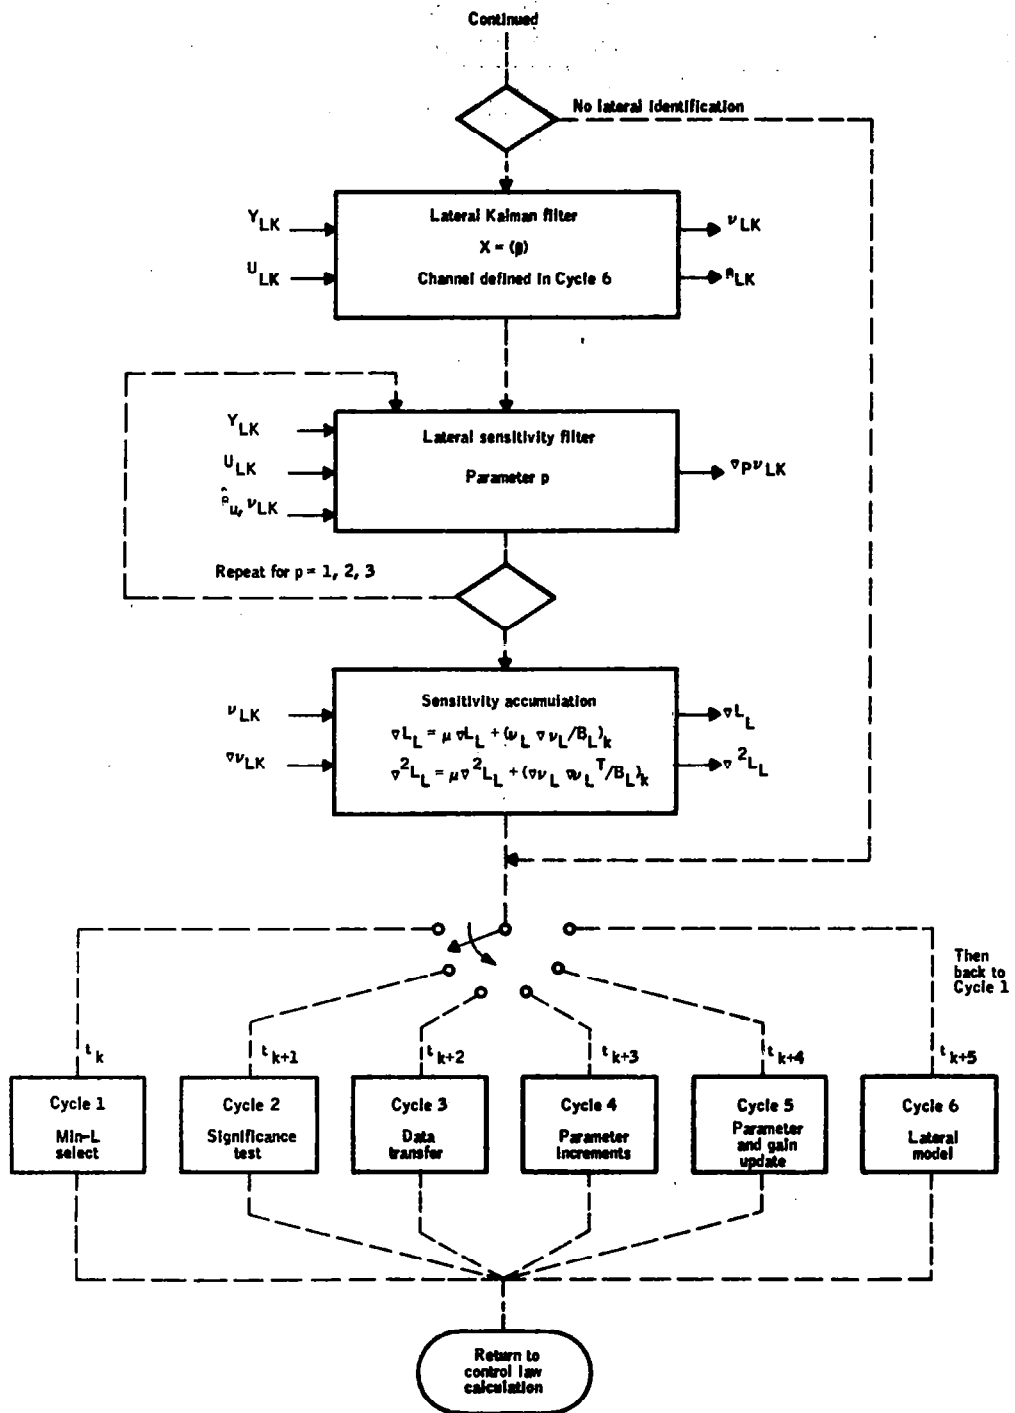 Continued
No lateral identification
Y_LK
Lateral Kalman filter
ν_LK
X = (β)
U_LK
Channel defined in Cycle 6
β_LK
Y_LK
Lateral sensitivity filter
U_LK
Parameter p
∇_P ν_LK
ν_LK
Repeat for p = 1, 2, 3
Sensitivity accumulation
ν_LK
∇L_L = μ ∇L_L + (ν_L ∇ ν_L/B_L)_k
∇L_L
∇ν_LK
∇²L_L = μ∇²L_L + (∇ν_L ∇ν_L^T/B_L)_k
∇²L_L
Then
back to
Cycle 1
t_k
t_k+1
t_k+2
t_k+3
t_k+4
t_k+5
Cycle 1
Min-L
select
Cycle 2
Significance
test
Cycle 3
Data
transfer
Cycle 4
Parameter
increments
Cycle 5
Parameter
and gain
update
Cycle 6
Lateral
model
Return to
control law
calculation